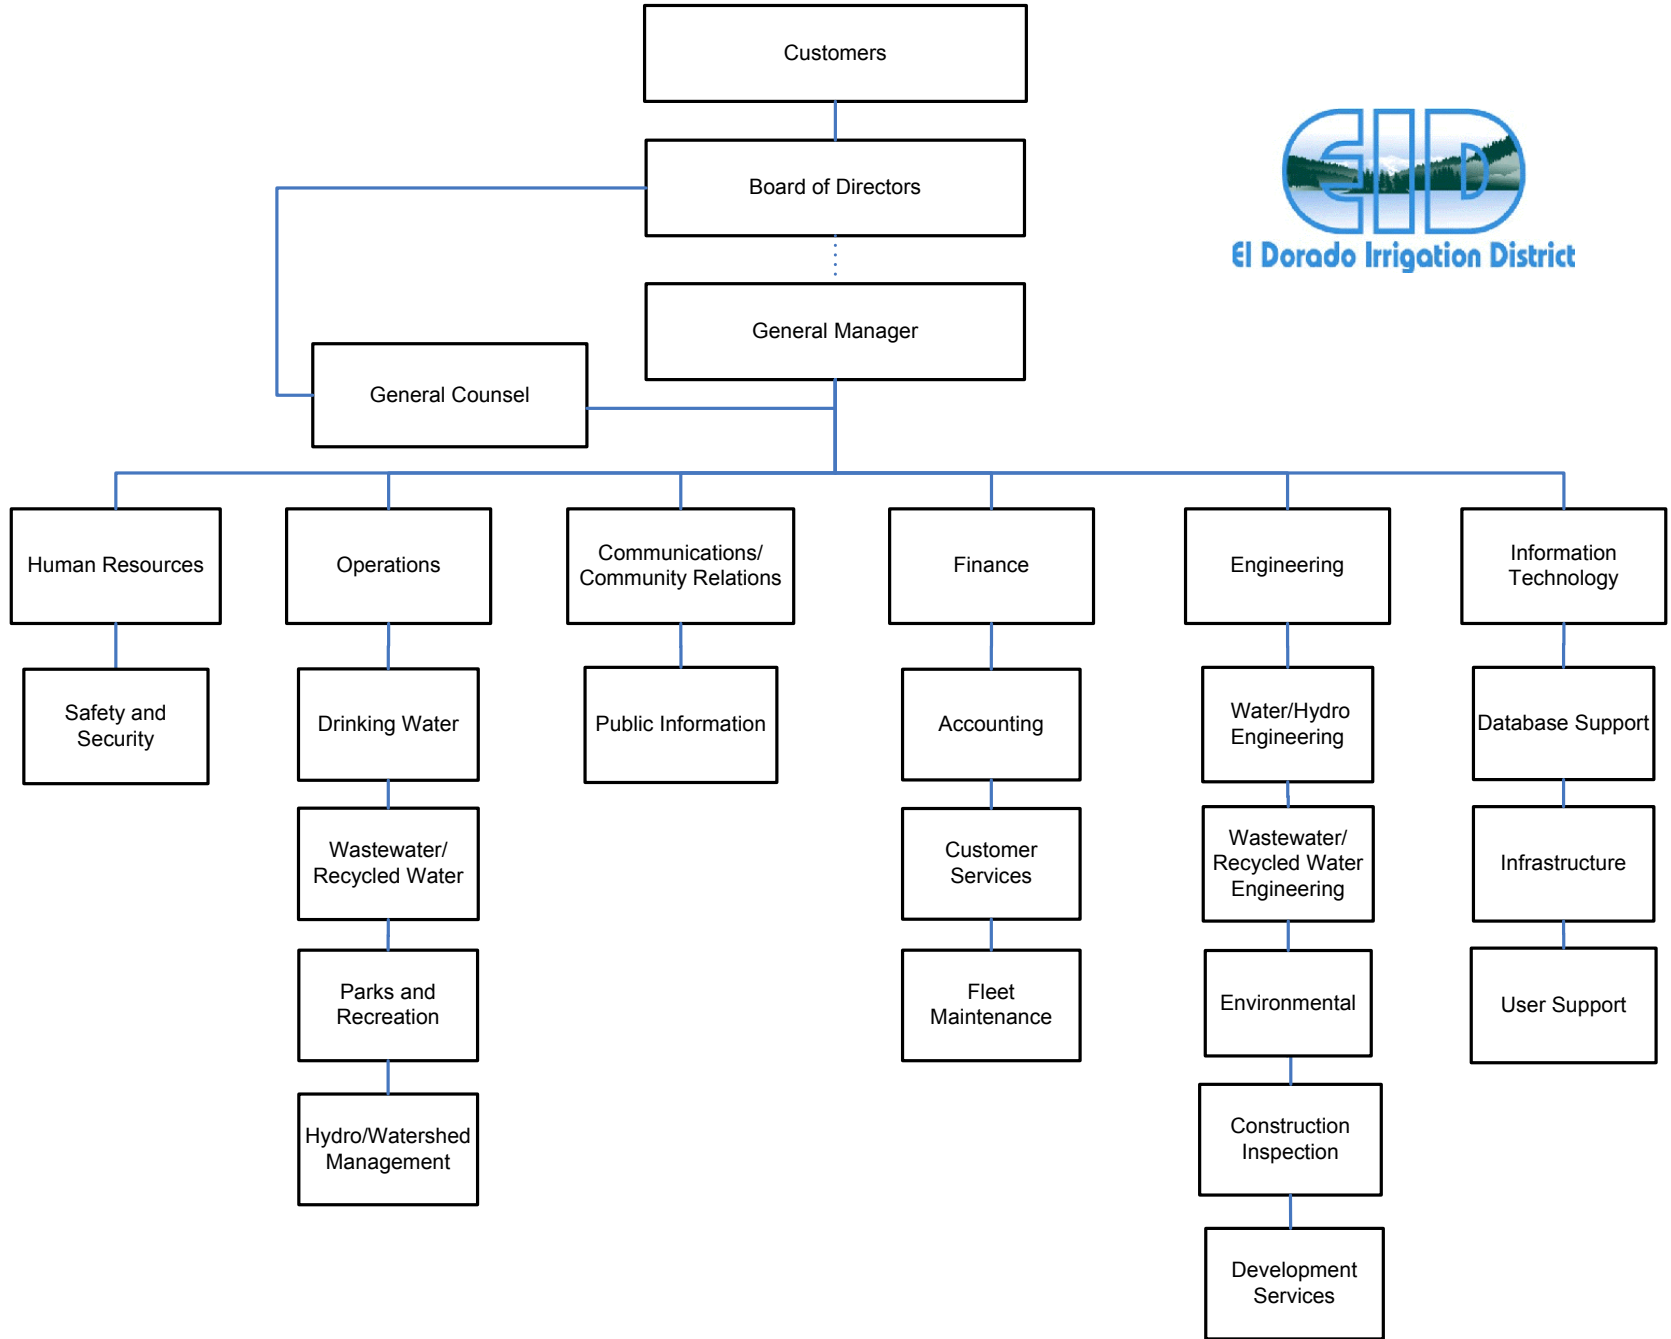 Customers
Board of Directors
EID
El Dorado Irrigation District
General Manager
General Counsel
Human Resources
Operations
Communications/
Community Relations
Finance
Engineering
Information
Technology
Safety and
Security
Drinking Water
Public Information
Accounting
Water/Hydro
Engineering
Database Support
Wastewater/
Recycled Water
Customer
Services
Wastewater/
Recycled Water
Engineering
Infrastructure
Parks and
Recreation
Fleet
Maintenance
Environmental
User Support
Hydro/Watershed
Management
Construction
Inspection
Development
Services